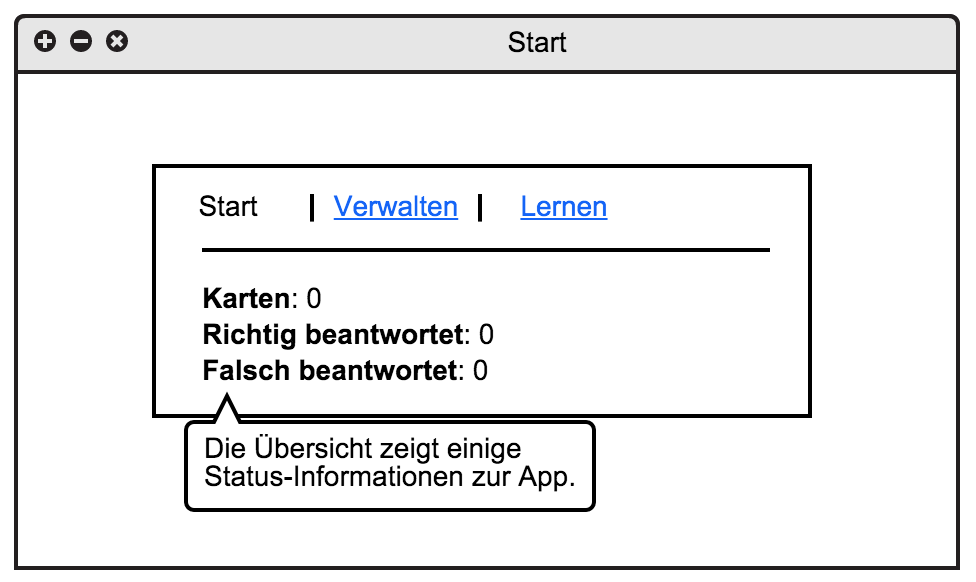 Start
Start | Verwalten | Lernen
Karten: 0
Richtig beantwortet: 0
Falsch beantwortet: 0
Die Übersicht zeigt einige
Status-Informationen zur App.